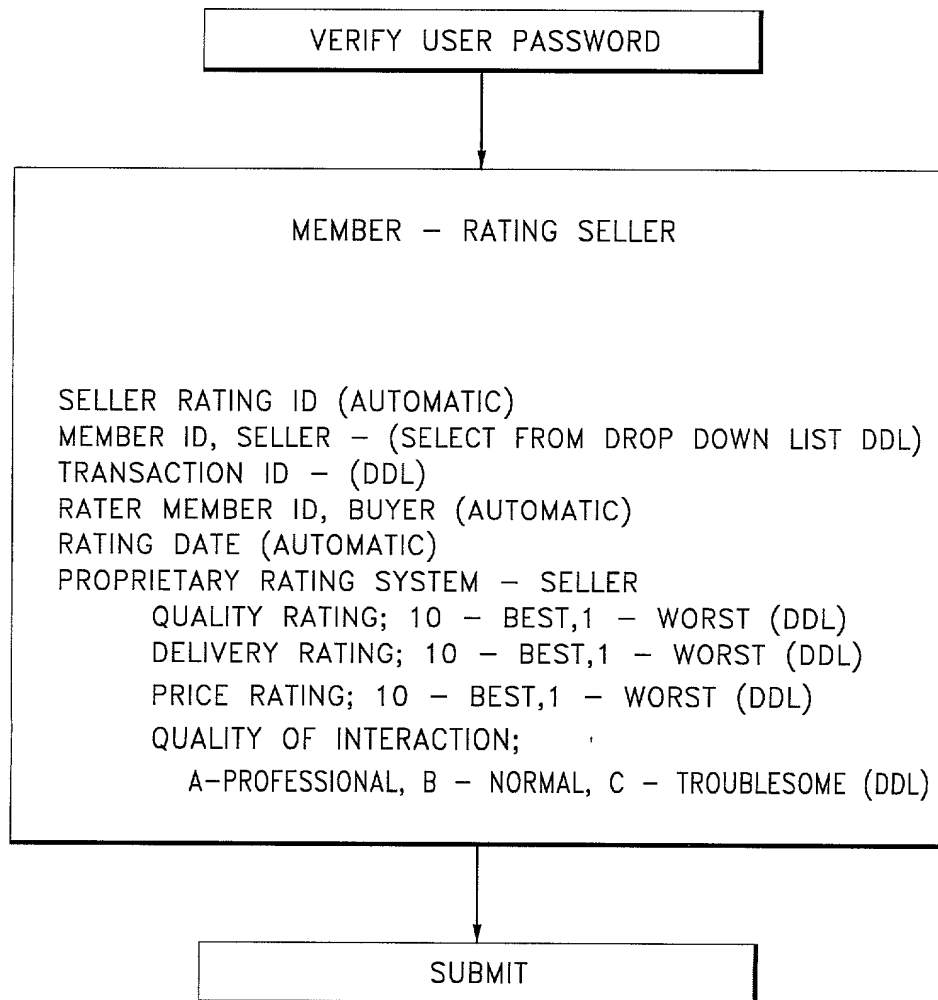 VERIFY USER PASSWORD
MEMBER – RATING SELLER
SELLER RATING ID (AUTOMATIC)
MEMBER ID, SELLER – (SELECT FROM DROP DOWN LIST DDL)
TRANSACTION ID – (DDL)
RATER MEMBER ID, BUYER (AUTOMATIC)
RATING DATE (AUTOMATIC)
PROPRIETARY RATING SYSTEM – SELLER
QUALITY RATING; 10 – BEST,1 – WORST (DDL)
DELIVERY RATING; 10 – BEST,1 – WORST (DDL)
PRICE RATING; 10 – BEST,1 – WORST (DDL)
QUALITY OF INTERACTION;
A–PROFESSIONAL, B – NORMAL, C – TROUBLESOME (DDL)
SUBMIT